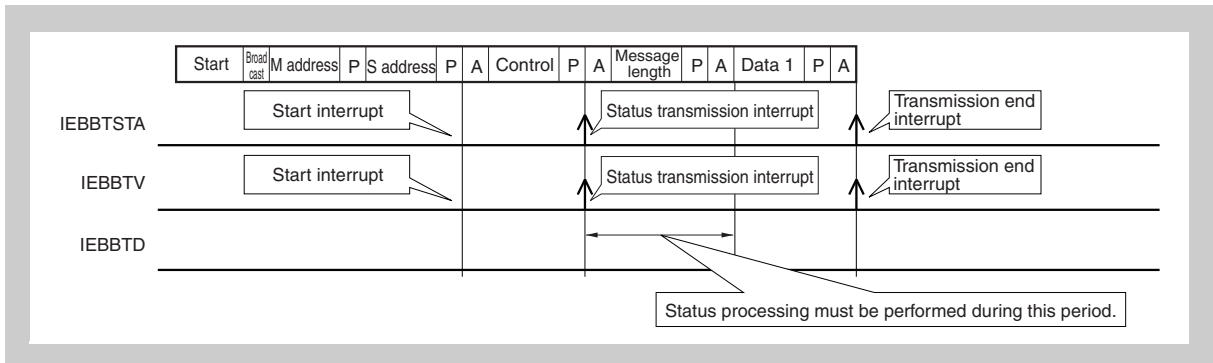 Start Broad cast M address P S address P A Control P A Message length P A Data 1 P A
IEBBTSTA
Start interrupt
Status transmission interrupt
Transmission end
interrupt
IEBBTV
Start interrupt
Status transmission interrupt
Transmission end
interrupt
IEBBTD
Status processing must be performed during this period.